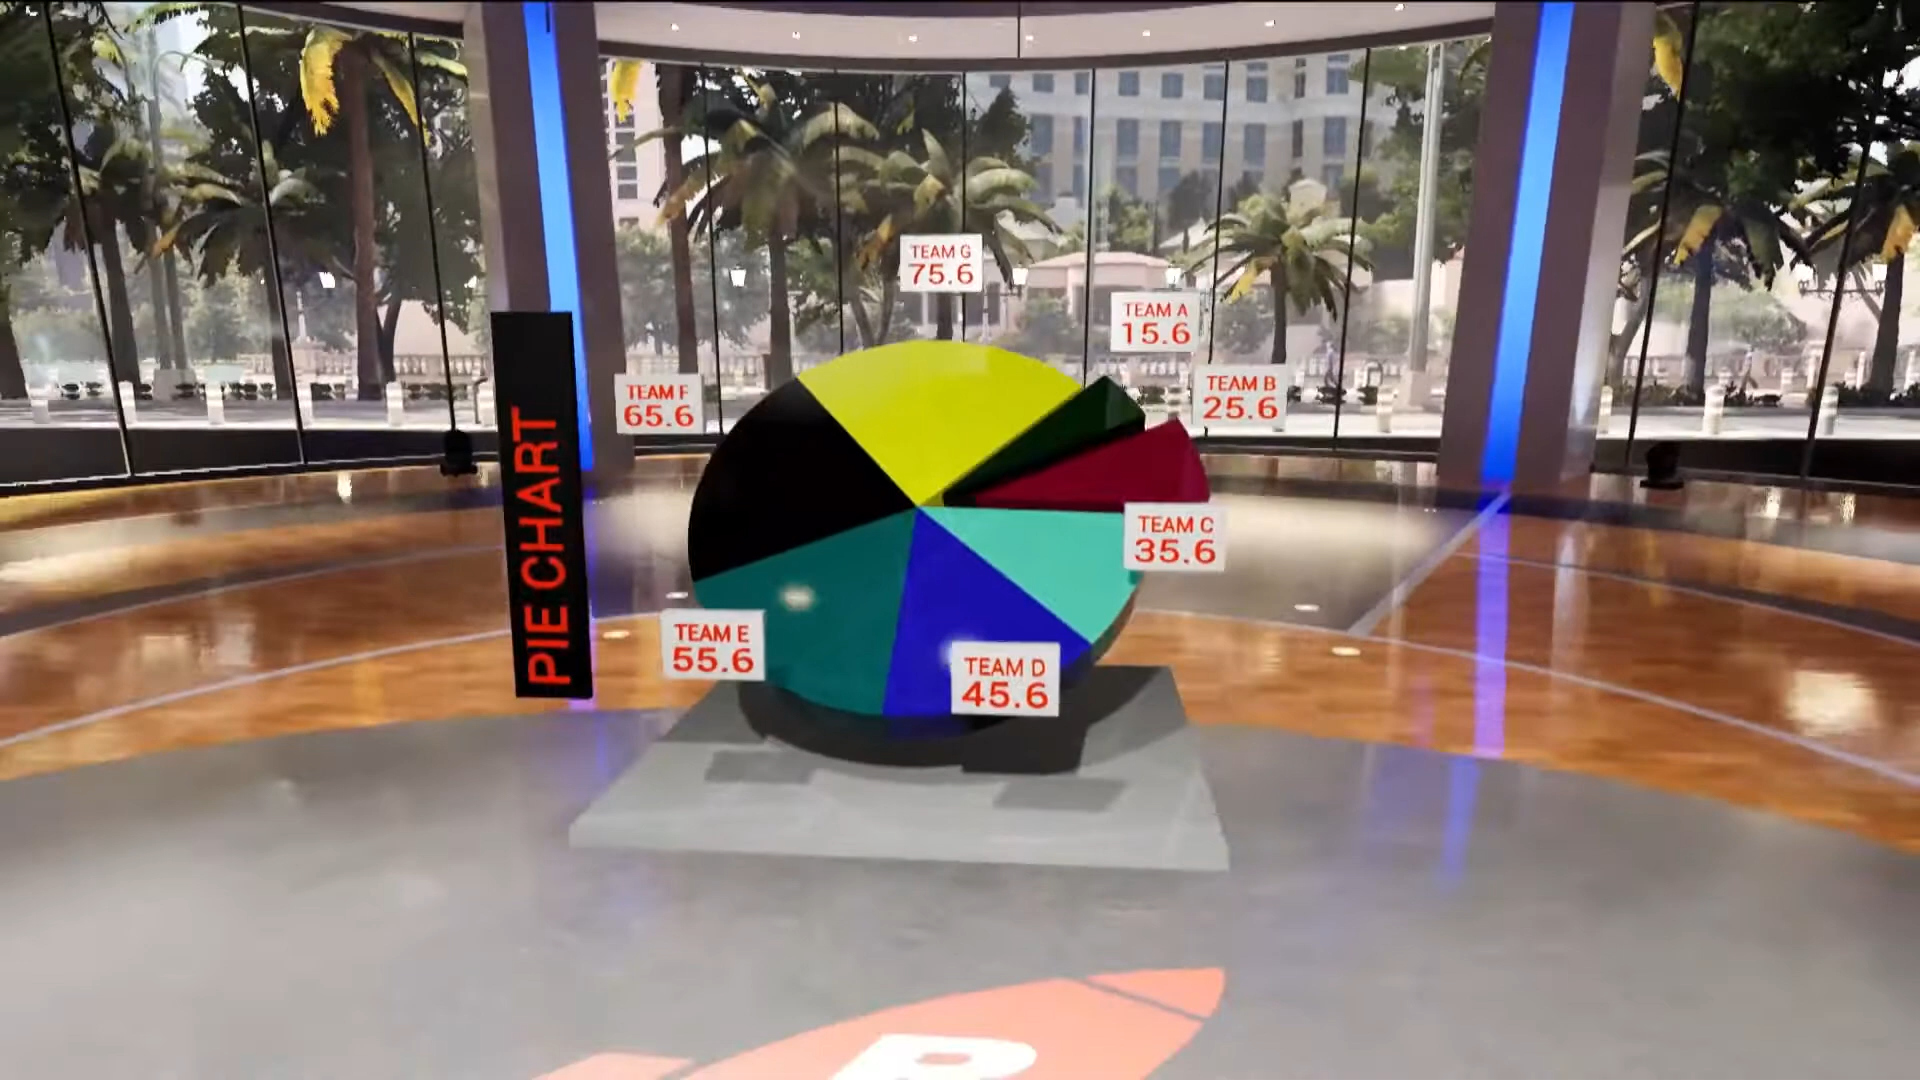 TEAM G
75.6
TEAM A
15.6
TEAM F
65.6
TEAM B
25.6
PIE CHART
TEAM C
35.6
TEAM E
55.6
TEAM D
45.6
R